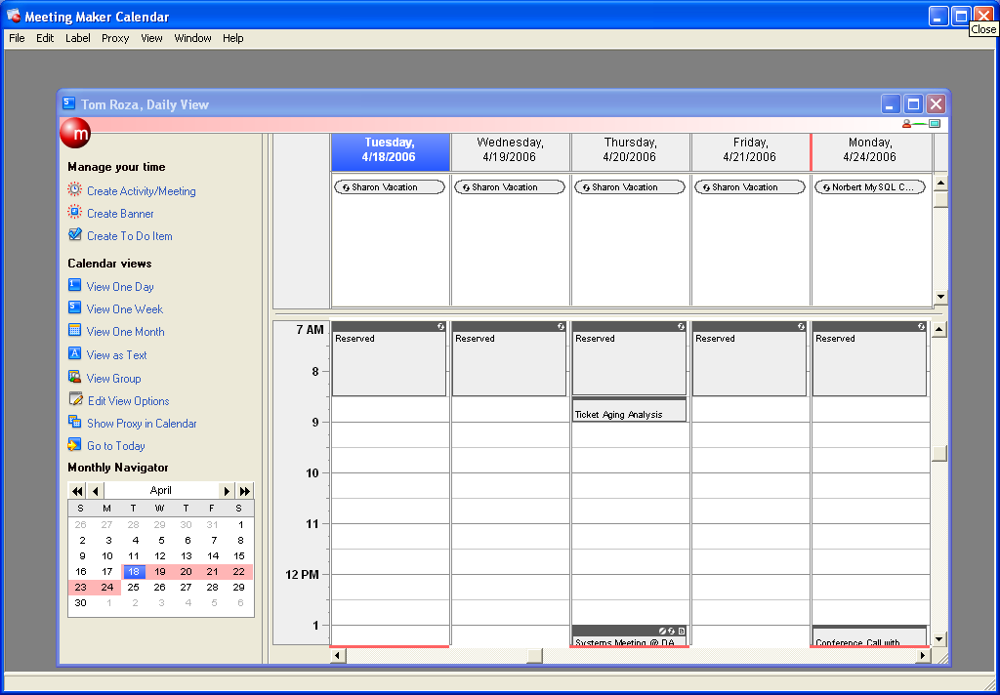 Meeting Maker Calendar
Close
File Edit Label Proxy View Window Help
Tom Roza, Daily View
m
Manage your time
Create Activity/Meeting
Create Banner
Create To Do Item
Calendar views
View One Day
View One Week
View One Month
View as Text
View Group
Edit View Options
Show Proxy in Calendar
Go to Today
Monthly Navigator
April
S M T W T F S
26 27 28 29 30 31 1
2 3 4 5 6 7 8
9 10 11 12 13 14 15
16 17 18 19 20 21 22
23 24 25 26 27 28 29
30 1 2 3 4 5 6
Tuesday, 4/18/2006
Wednesday, 4/19/2006
Thursday, 4/20/2006
Friday, 4/21/2006
Monday, 4/24/2006
Sharon Vacation Sharon Vacation Sharon Vacation Sharon Vacation Norbert MySQL C...
7 AM
Reserved Reserved Reserved Reserved Reserved
8
Ticket Aging Analysis
9
10
11
12 PM
1
Systems Meeting @ DA Conference Call with